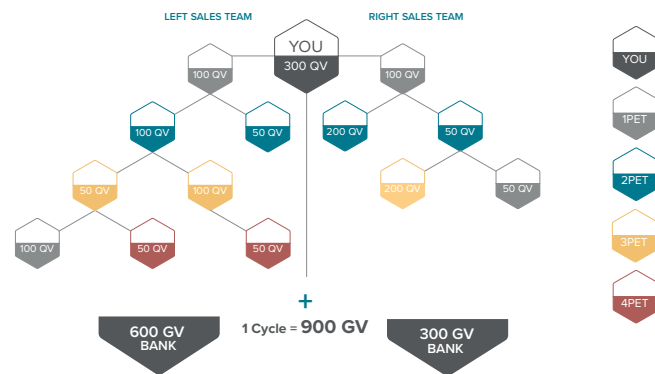 LEFT SALES TEAM
RIGHT SALES TEAM
YOU
300 QV
100 QV
100 QV
YOU
100 QV
50 QV
200 QV
50 QV
1PET
50 QV
100 QV
200 QV
50 QV
2PET
100 QV
50 QV
50 QV
3PET
4PET
+
1 Cycle = 900 GV
600 GV
BANK
300 GV
BANK